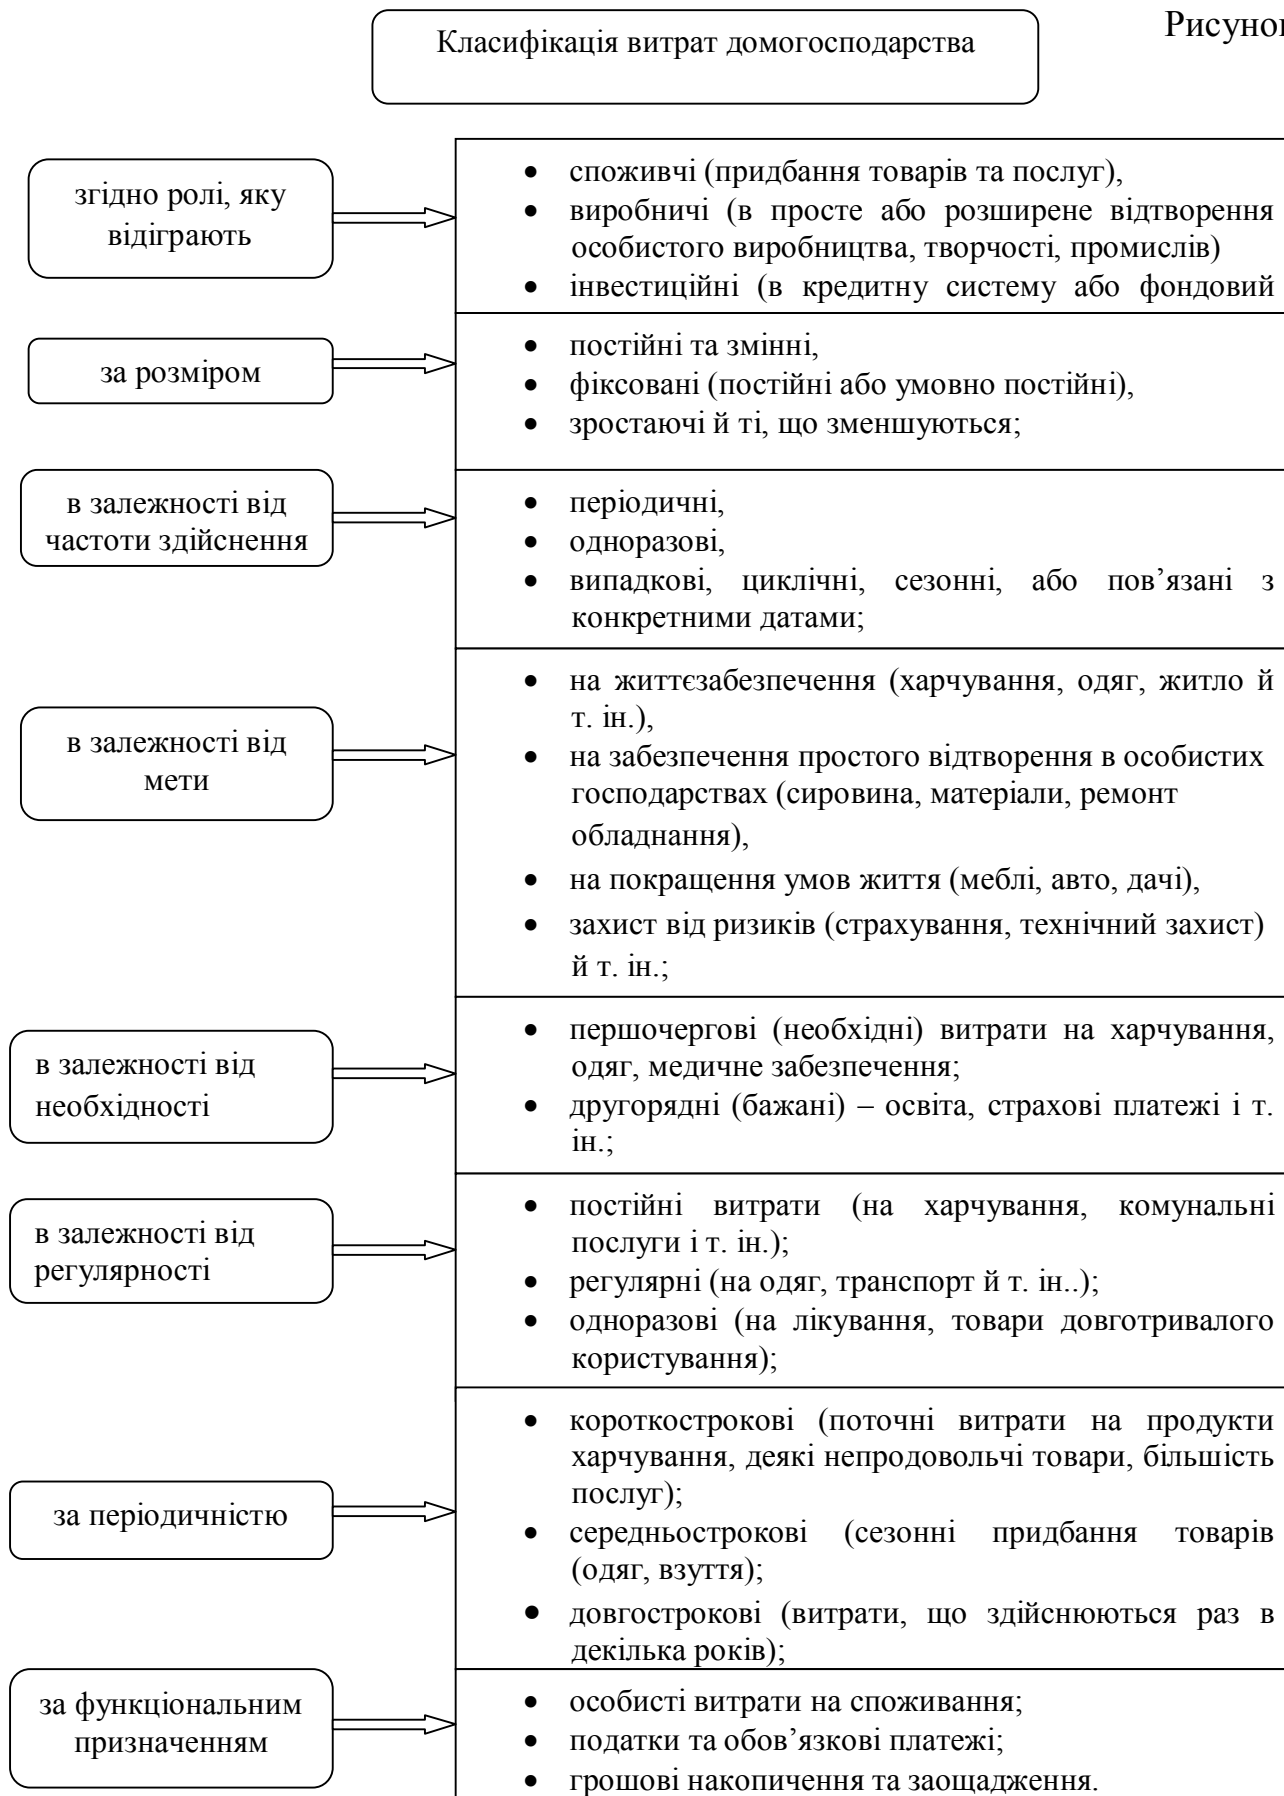 Рисунок
Класифікація витрат домогосподарства
згідно ролі, яку
відіграють
• споживчі (придбання товарів та послуг),
• виробничі (в просте або розширене відтворення
особистого виробництва, творчості, промислів)
• інвестиційні (в кредитну систему або фондовий
за розміром
• постійні та змінні,
• фіксовані (постійні або умовно постійні),
• зростаючі й ті, що зменшуються;
в залежності від
частоти здійснення
• періодичні,
• одноразові,
• випадкові, циклічні, сезонні, або пов’язані з
конкретними датами;
в залежності від
мети
• на життєзабезпечення (харчування, одяг, житло й
т. ін.),
• на забезпечення простого відтворення в особистих
господарствах (сировина, матеріали, ремонт
обладнання),
• на покращення умов життя (меблі, авто, дачі),
• захист від ризиків (страхування, технічний захист)
й т. ін.;
в залежності від
необхідності
• першочергові (необхідні) витрати на харчування,
одяг, медичне забезпечення;
• другорядні (бажані) – освіта, страхові платежі і т.
ін.;
в залежності від
регулярності
• постійні витрати (на харчування, комунальні
послуги і т. ін.);
• регулярні (на одяг, транспорт й т. ін..);
• одноразові (на лікування, товари довготривалого
користування);
за періодичністю
• короткострокові (поточні витрати на продукти
харчування, деякі непродовольчі товари, більшість
послуг);
• середньострокові (сезонні придбання товарів
(одяг, взуття);
• довгострокові (витрати, що здійснюються раз в
декілька років);
за функціональним
призначенням
• особисті витрати на споживання;
• податки та обов’язкові платежі;
• грошові накопичення та заощадження.